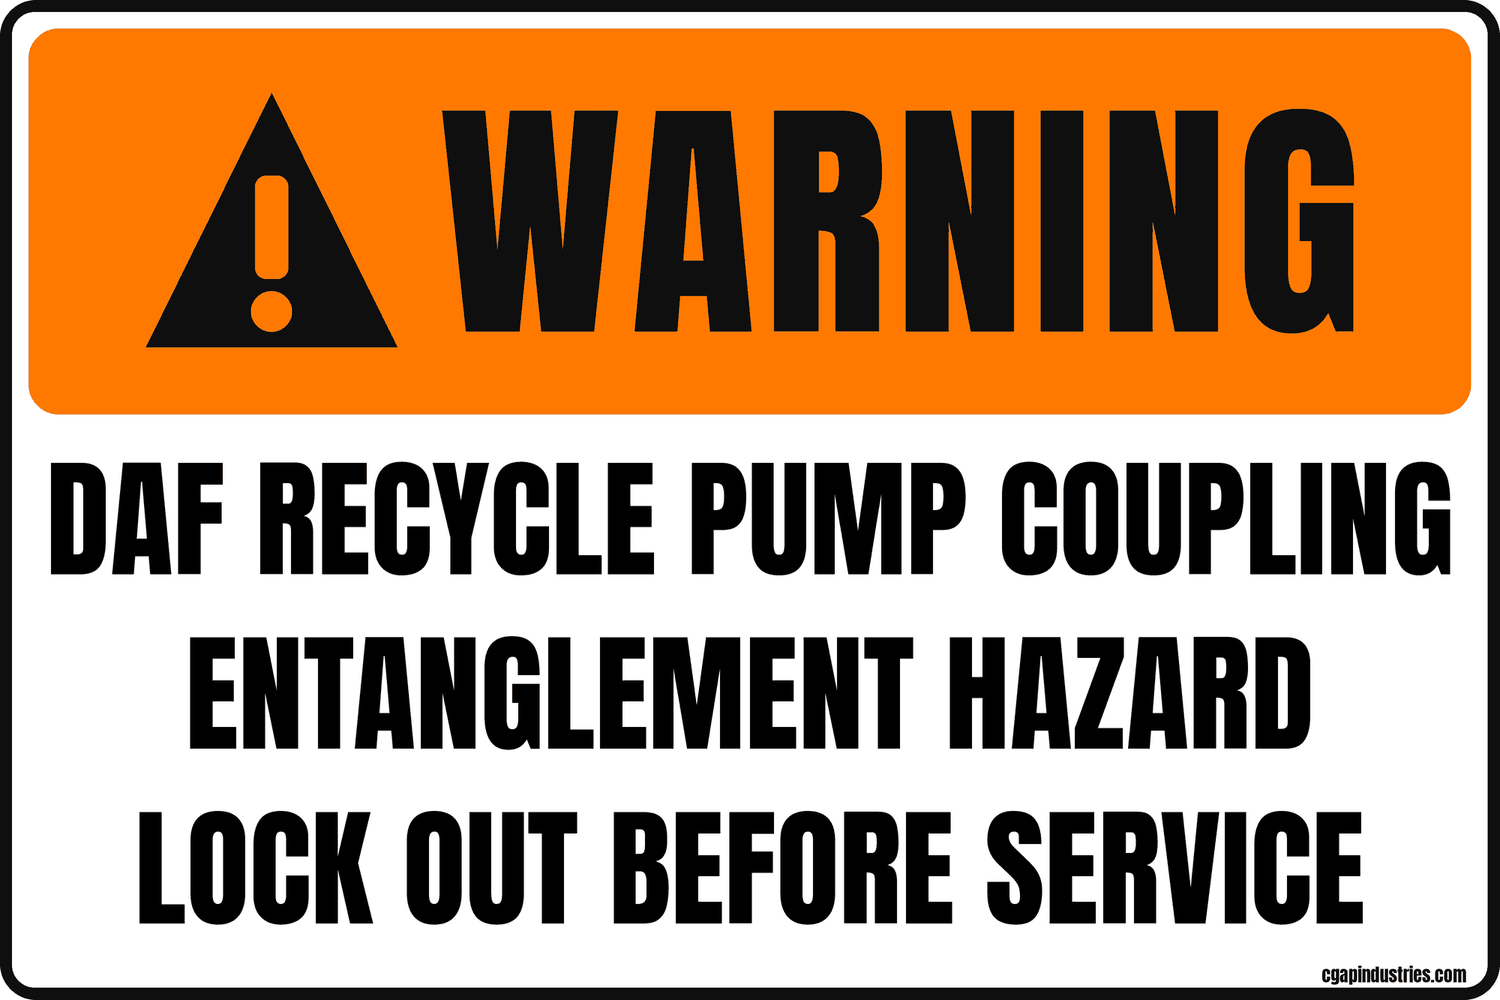 WARNING
DAF RECYCLE PUMP COUPLING
ENTANGLEMENT HAZARD
LOCK OUT BEFORE SERVICE
cgapindustries.com